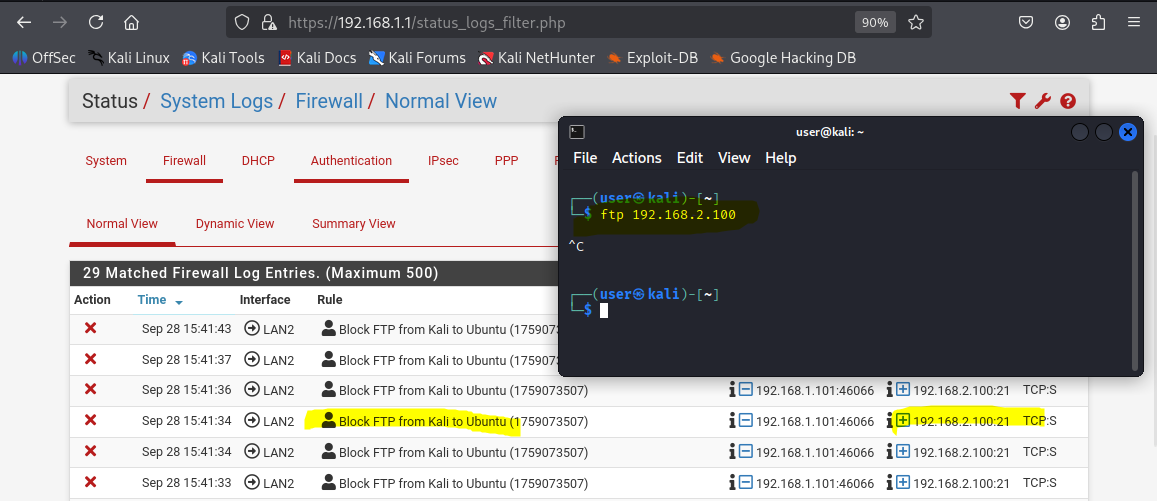 https://192.168.1.1/status_logs_filter.php
90%
OffSec Kali Linux Kali Tools Kali Docs Kali Forums Kali NetHunter Exploit-DB Google Hacking DB
Status / System Logs / Firewall / Normal View
System Firewall DHCP Authentication IPsec PPP
Normal View Dynamic View Summary View
29 Matched Firewall Log Entries. (Maximum 500)
Action Time Interface Rule
Sep 28 15:41:43 LAN2 Block FTP from Kali to Ubuntu (1759073507)
Sep 28 15:41:37 LAN2 Block FTP from Kali to Ubuntu (1759073507)
Sep 28 15:41:36 LAN2 Block FTP from Kali to Ubuntu (1759073507) 192.168.1.101:46066 192.168.2.100:21 TCP:S
Sep 28 15:41:34 LAN2 Block FTP from Kali to Ubuntu (1759073507) 192.168.1.101:46066 192.168.2.100:21 TCP:S
Sep 28 15:41:34 LAN2 Block FTP from Kali to Ubuntu (1759073507) 192.168.1.101:46066 192.168.2.100:21 TCP:S
Sep 28 15:41:33 LAN2 Block FTP from Kali to Ubuntu (1759073507) 192.168.1.101:46066 192.168.2.100:21 TCP:S
user@kali: ~
File Actions Edit View Help
┌──(user㉿kali)-[~]
└─$ ftp 192.168.2.100
^C
┌──(user㉿kali)-[~]
└─$